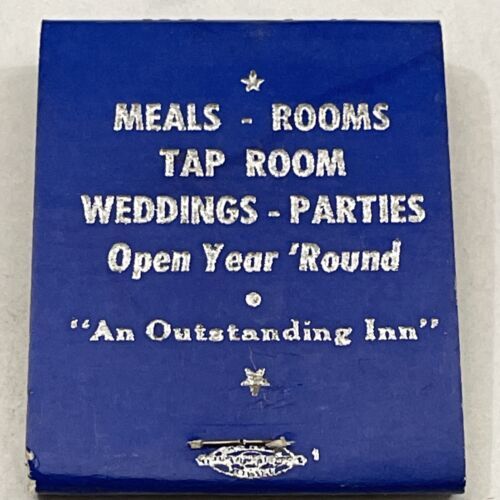 MEALS - ROOMS
TAP ROOM
WEDDINGS - PARTIES
Open Year 'Round
"An Outstanding Inn"